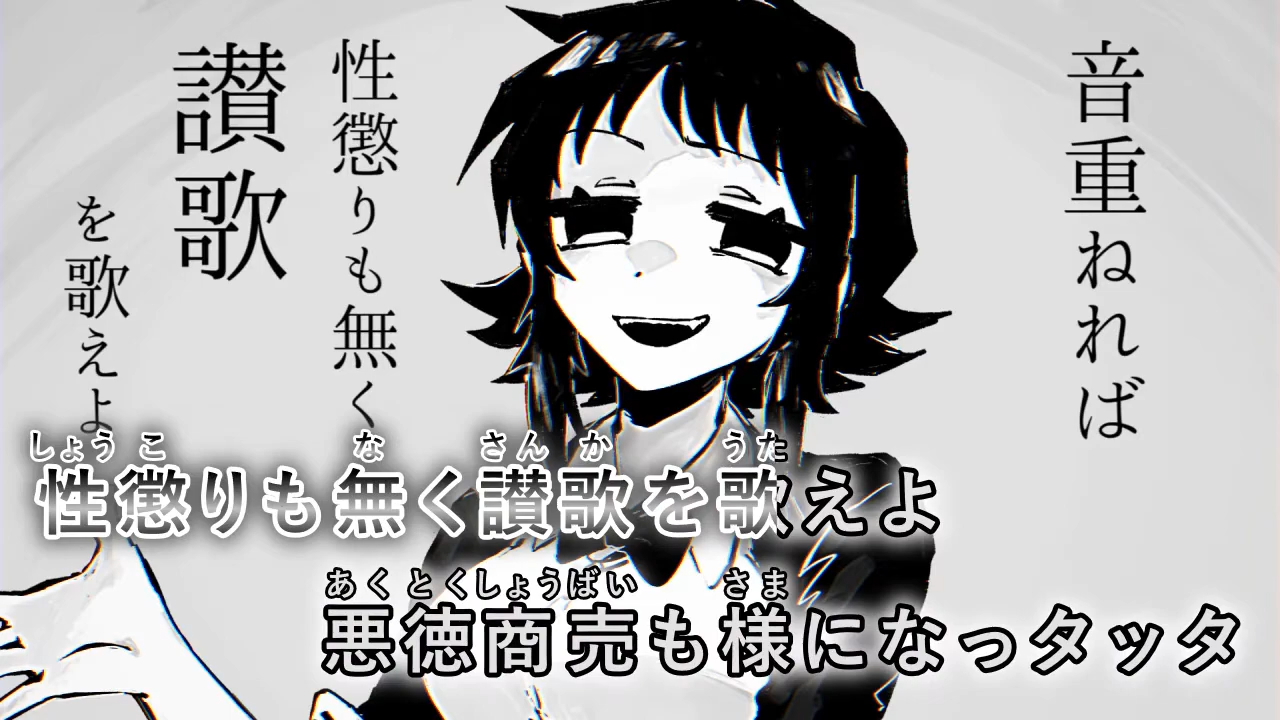 音重ねれば
性懲りも無く
讃歌
を歌えよ
しょうこ な さんか うた
性懲りも無く讃歌を歌えよ
あくとくしょうばい さま
悪徳商売も様になっタッタ